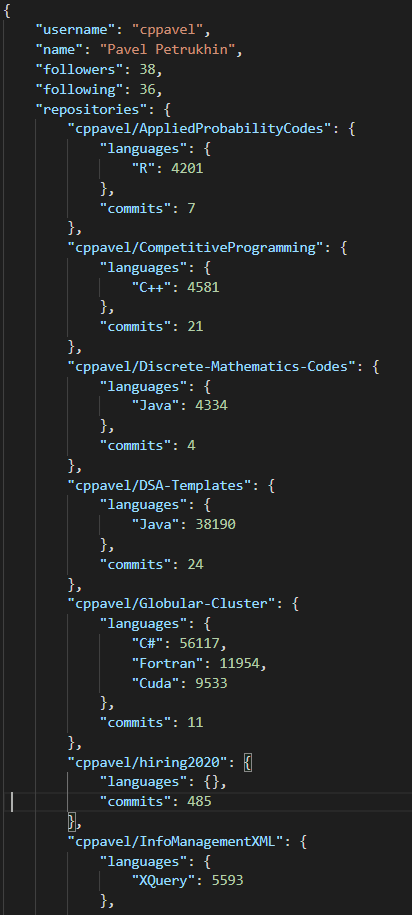 {
"username": "cppavel",
"name": "Pavel Petrukhin",
"followers": 38,
"following": 36,
"repositories": {
"cppavel/AppliedProbabilityCodes": {
"languages": {
"R": 4201
},
"commits": 7
},
"cppavel/CompetitiveProgramming": {
"languages": {
"C++": 4581
},
"commits": 21
},
"cppavel/Discrete-Mathematics-Codes": {
"languages": {
"Java": 4334
},
"commits": 4
},
"cppavel/DSA-Templates": {
"languages": {
"Java": 38190
},
"commits": 24
},
"cppavel/Globular-Cluster": {
"languages": {
"C#": 56117,
"Fortran": 11954,
"Cuda": 9533
},
"commits": 11
},
"cppavel/hiring2020": {
"languages": {},
"commits": 485
},
"cppavel/InfoManagementXML": {
"languages": {
"XQuery": 5593
},